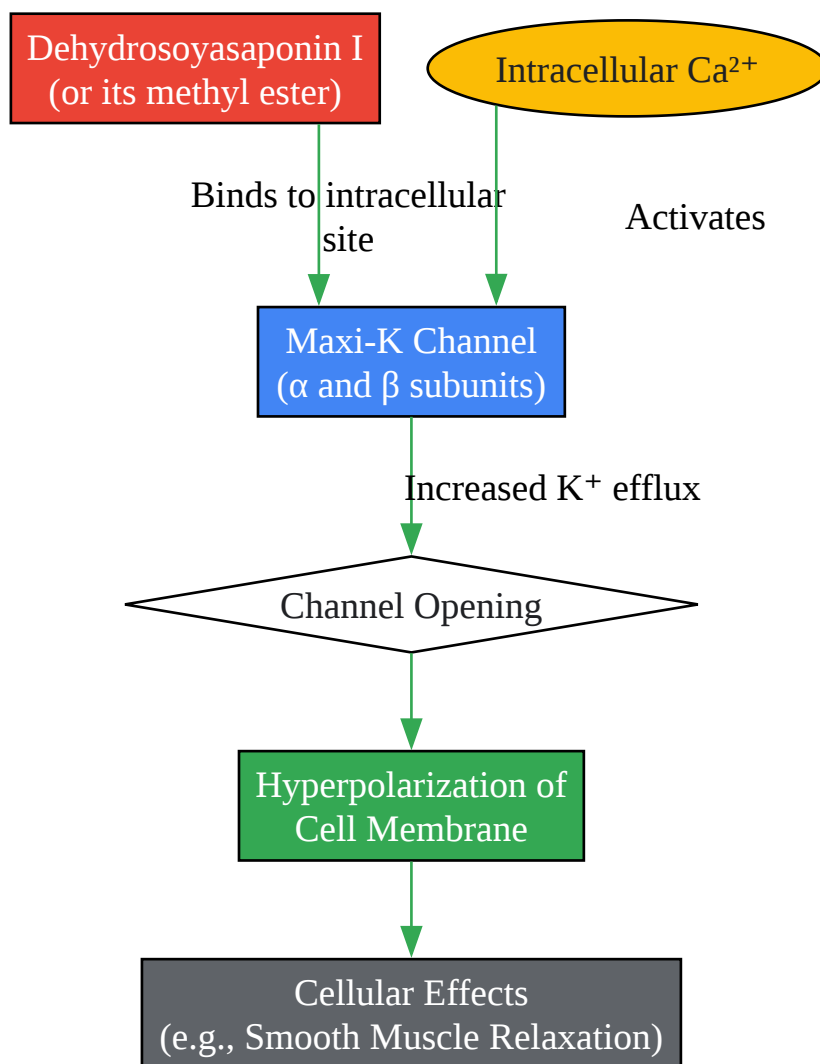 Dehydrosoyasaponin I
(or its methyl ester)
Intracellular Ca²⁺
Binds to intracellular
site
Activates
Maxi-K Channel
(α and β subunits)
Increased K⁺ efflux
Channel Opening
Hyperpolarization of
Cell Membrane
Cellular Effects
(e.g., Smooth Muscle Relaxation)